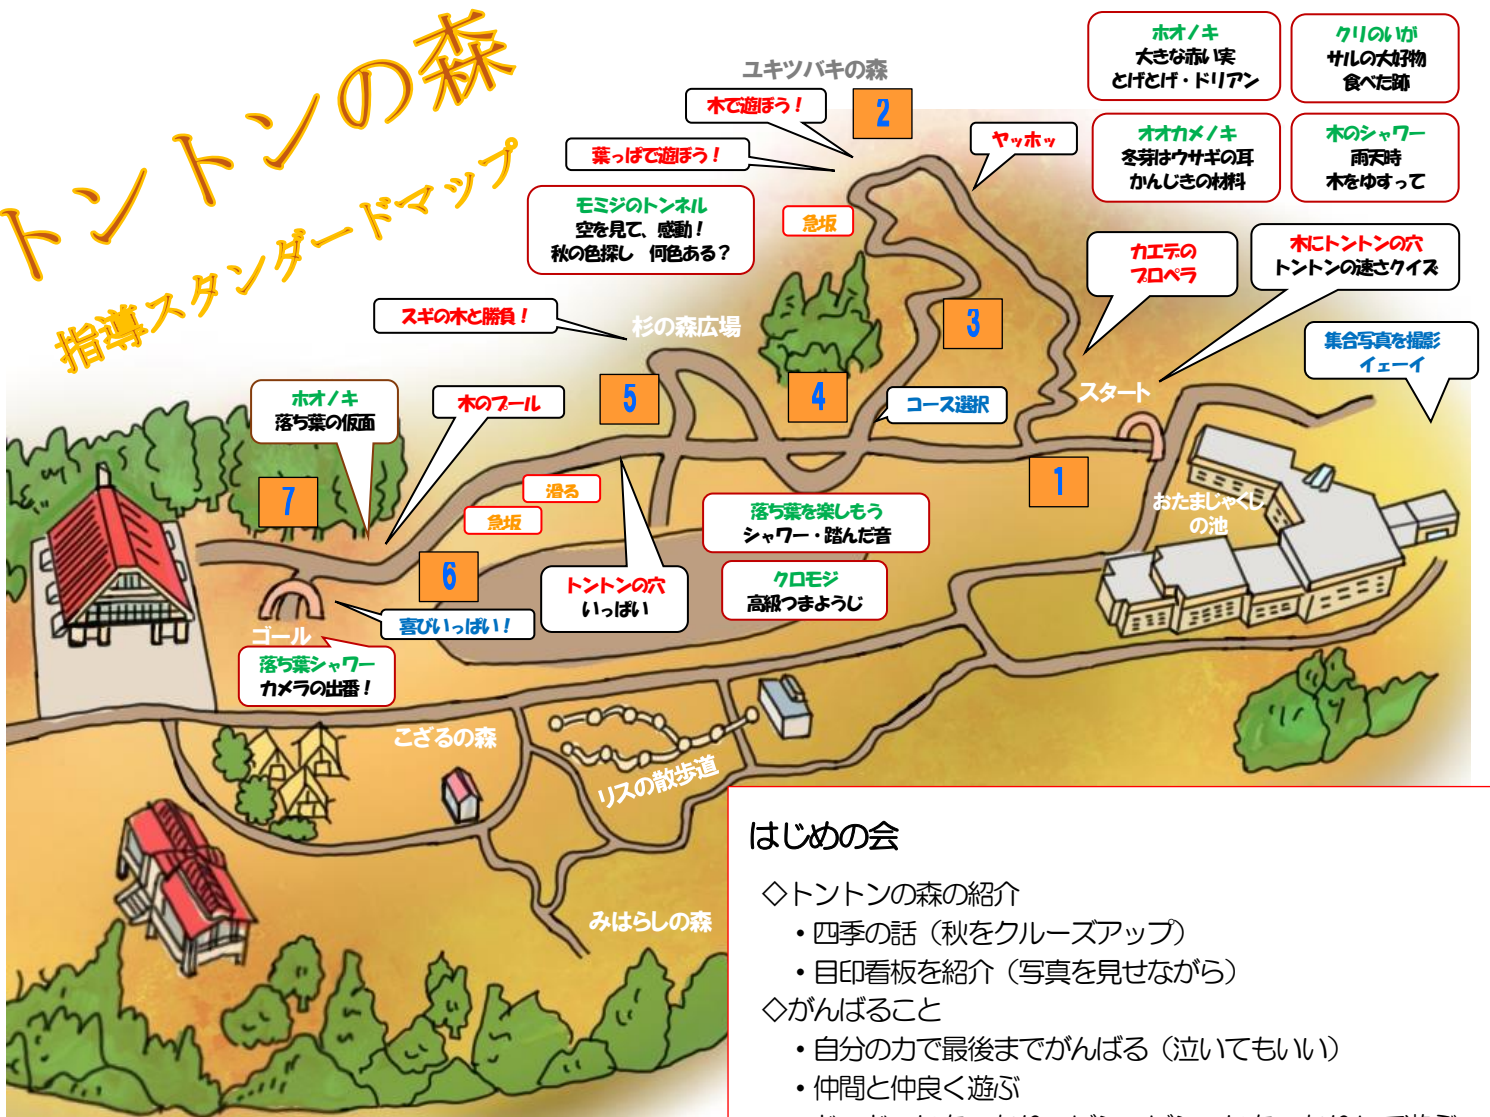 トントンの森
指導スタンダードマップ
ユキツバキの森
木で遊ぼう！
2
葉っぱで遊ぼう！
ヤッホッ
ホオノキ
大きな赤い実
とげとげ・ドリアン
クリのいが
サルの大好物
食べた跡
オオカメノキ
冬芽はウサギの耳
かんじきの材料
木のシャワー
雨天時
木をゆすって
モミジのトンネル
空を見て、感動！
秋の色探し　何色ある？
急坂
カエデの
プロペラ
木にトントンの穴
トントンの速さクイズ
集合写真を撮影
イェーイ
スギの木と勝負！
杉の森広場
3
スタート
ホオノキ
落ち葉の仮面
木のプール
5
4
コース選択
7
滑る
急坂
1
おたまじゃくし
の池
落ち葉を楽しもう
シャワー・踏んだ音
6
トントンの穴
いっぱい
クロモジ
高級つまようじ
喜びいっぱい！
ゴール
落ち葉シャワー
カメラの出番！
こざるの森
リスの散歩道
みはらしの森
はじめの会
◇トントンの森の紹介
・四季の話（秋をクルーズアップ）
・目印看板を紹介（写真を見せながら）
◇がんばること
・自分の力で最後までがんばる（泣いてもいい）
・仲間と仲良く遊ぶ